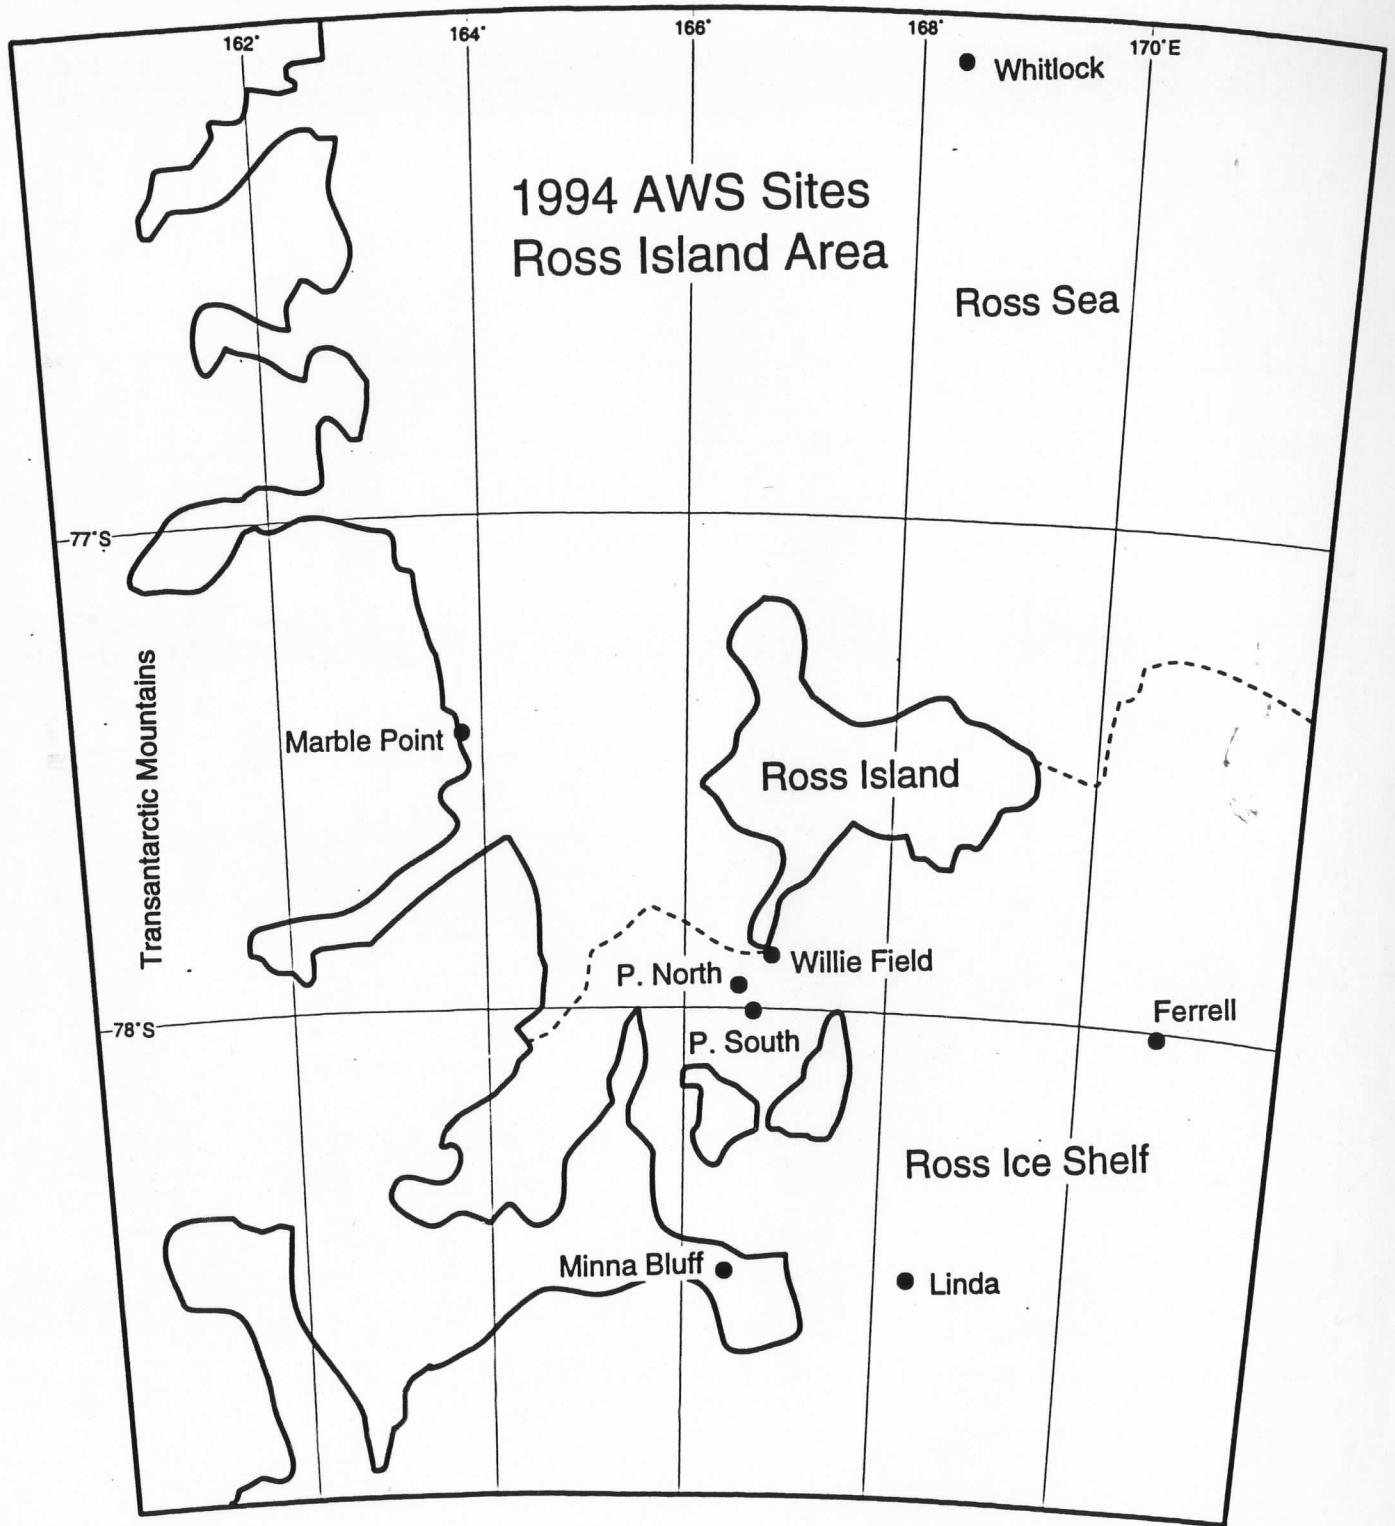 162°
164°
166°
168°
170°E
Whitlock
1994 AWS Sites
Ross Island Area
Ross Sea
77°S
Transantarctic Mountains
Marble Point
Ross Island
Willie Field
P. North
78°S
P. South
Ferrell
Ross Ice Shelf
Minna Bluff
Linda